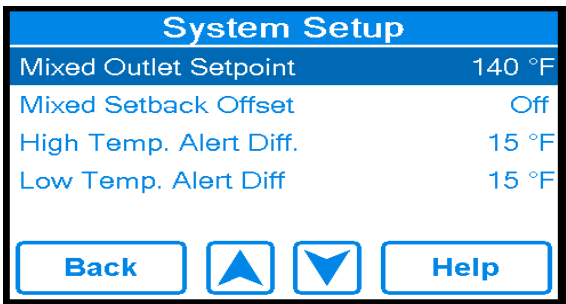 System Setup
Mixed Outlet Setpoint 140 °F
Mixed Setback Offset Off
High Temp. Alert Diff. 15 °F
Low Temp. Alert Diff 15 °F
Back Help